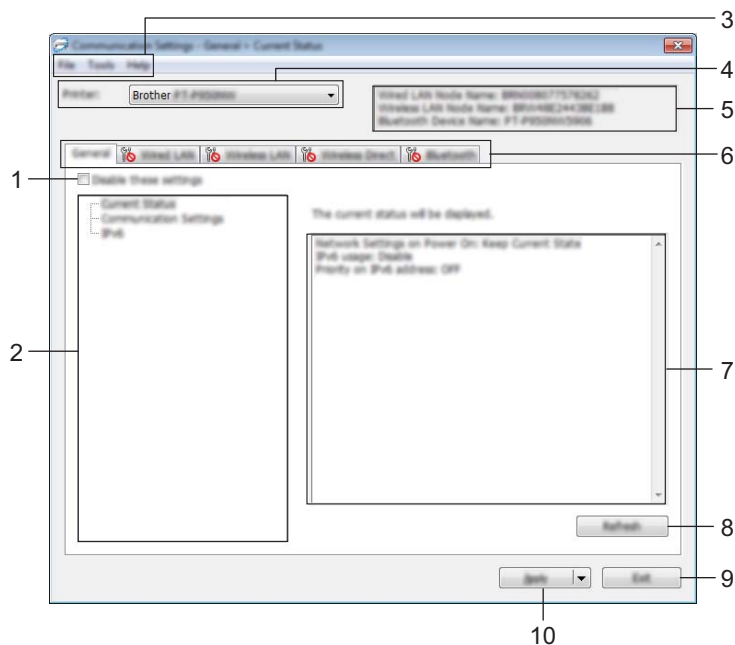 3
Communication Settings - General > Current Status
File Tools Help
4
Printer:
Brother PT-P950NW
Wired LAN Node Name:
Wireless LAN Node Name:
Bluetooth Device Name:
5
General Wired LAN Wireless LAN Wireless Direct Bluetooth
6
1
Disable these settings
Current Status
Communication Settings
IPv6
The current status will be displayed.
Network Settings on Power On: Keep Current State
IPv6 usage: Disable
Priority on IPv6 address: OFF
2
7
Refresh
8
Apply
Exit
9
10